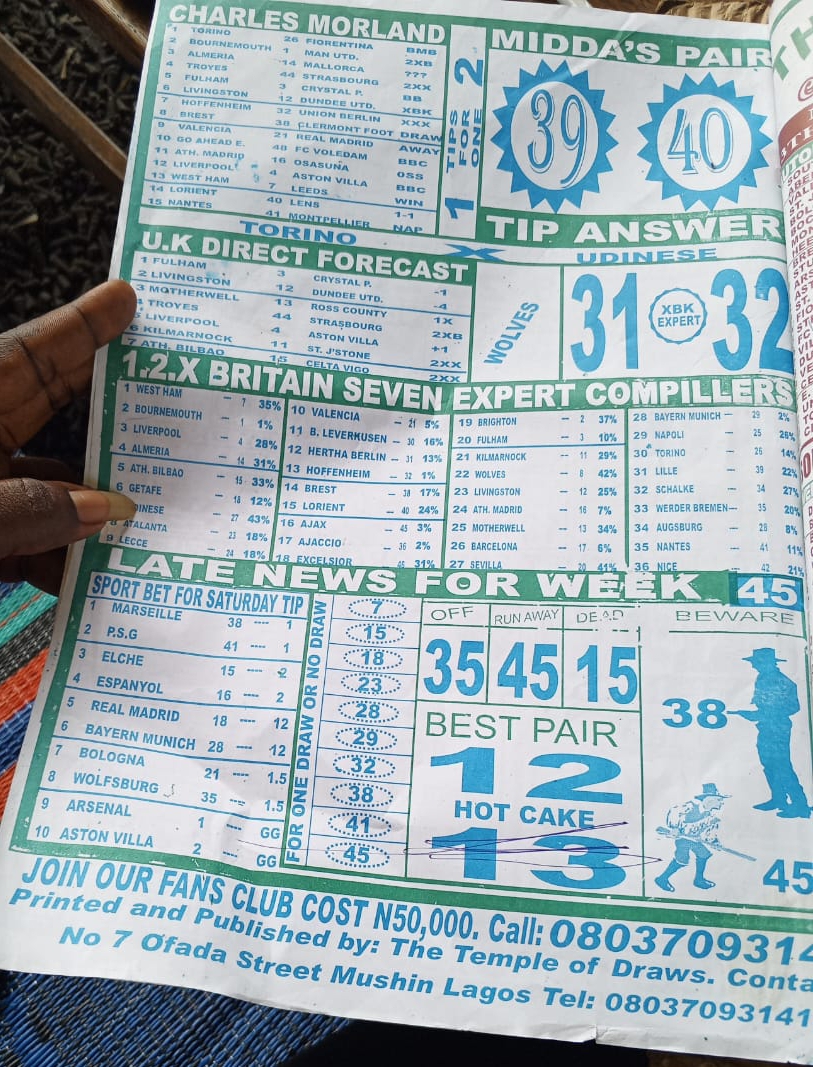 CHARLES MORLAND
1 TORINO 26 FIORENTINA BMB
2 BOURNEMOUTH 1 MAN UTD. 2XB
3 ALMERIA 14 MALLORCA ???
4 TROYES 44 STRASBOURG 2XX
5 FULHAM 3 CRYSTAL P. BB
6 LIVINGSTON 12 DUNDEE UTD. XBK
7 HOFFENHEIM 32 UNION BERLIN XXX
8 BREST 38 CLERMONT FOOT DRAW
9 VALENCIA 21 REAL MADRID AWAY
10 GO AHEAD E. 48 FC VOLEDAM BBC
11 ATH. MADRID 16 OSASUNA OSS
12 LIVERPOOL 4 ASTON VILLA BBC
13 WEST HAM 7 LEEDS WIN
14 LORIENT 40 LENS 1-1
15 NANTES 41 MONTPELLIER NAP
1 TIPS FOR ONE 2
MIDDA'S PAIR
39 40
TIP ANSWER
TORINO X UDINESE
U.K DIRECT FORECAST
1 FULHAM 3 CRYSTAL P. -1
2 LIVINGSTON 12 DUNDEE UTD. -4
3 MOTHERWELL 13 ROSS COUNTY 1X
4 TROYES 44 STRASBOURG 2XB
LIVERPOOL 4 ASTON VILLA +1
6 KILMARNOCK 11 ST. J'STONE 2XX
7 ATH. BILBAO 15 CELTA VIGO 2XX
WOLVES
31 XBK EXPERT 32
1.2.X BRITAIN SEVEN EXPERT COMPILLERS
1 WEST HAM – 7 35%
2 BOURNEMOUTH – 1 1%
3 LIVERPOOL – 4 28%
4 ALMERIA – 14 31%
5 ATH. BILBAO – 15 33%
6 GETAFE – 18 12%
DINESE – 27 43%
8 ATALANTA – 23 18%
9 LECCE – 24 18%
10 VALENCIA – 21 5%
11 B. LEVERKUSEN – 30 16%
12 HERTHA BERLIN – 31 13%
13 HOFFENHEIM – 32 1%
14 BREST – 38 17%
15 LORIENT – 40 24%
16 AJAX – 45 3%
17 AJACCIO – 36 2%
18 EXCELSIOR 46 31%
19 BRIGHTON – 2 37%
20 FULHAM – 3 10%
21 KILMARNOCK – 11 29%
22 WOLVES – 8 42%
23 LIVINGSTON – 12 25%
24 ATH. MADRID – 16 7%
25 MOTHERWELL – 13 34%
26 BARCELONA – 17 6%
27 SEVILLA – 20 41%
28 BAYERN MUNICH – 29 2%
29 NAPOLI – 25 26%
30 TORINO – 26 14%
31 LILLE – 39 22%
32 SCHALKE – 34 27%
33 WERDER BREMEN – 35 20%
34 AUGSBURG – 28 8%
35 NANTES – 41 11%
36 NICE – 42 21%
LATE NEWS FOR WEEK 45
SPORT BET FOR SATURDAY TIP
1 MARSEILLE 38 ---- 1
2 P.S.G 41 ---- 1
3 ELCHE 15 ---- 2
4 ESPANYOL 16 ---- 2
5 REAL MADRID 18 ---- 12
6 BAYERN MUNICH 28 ---- 12
7 BOLOGNA 21 ---- 1.5
8 WOLFSBURG 35 ---- 1.5
9 ARSENAL 1 ---- GG
10 ASTON VILLA 2 ---- GG
FOR ONE DRAW OR NO DRAW
7
15
18
23
28
29
32
38
41
45
OFF RUN AWAY DEAD
35 45 15
BEST PAIR
12
HOT CAKE
13
BEWARE
38
45
JOIN OUR FANS CLUB COST N50,000. Call: 0803709314
Printed and Published by: The Temple of Draws. Conta
No 7 Ofada Street Mushin Lagos Tel: 08037093141